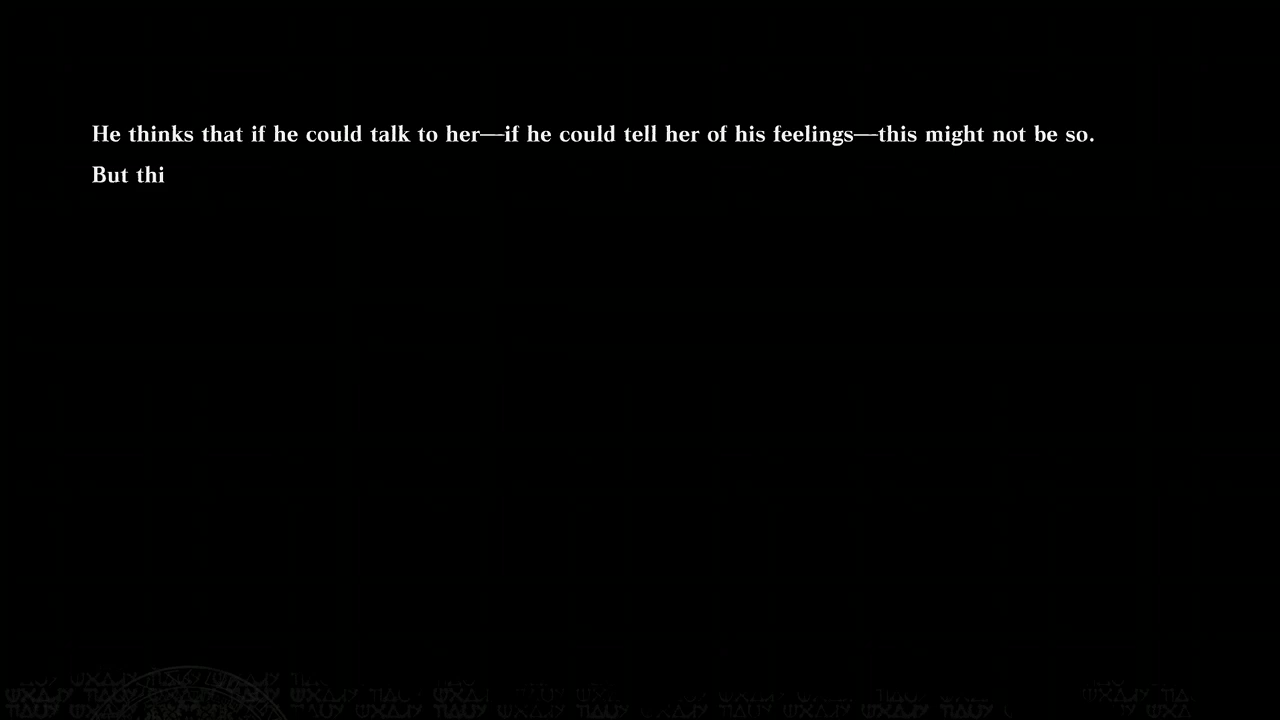 He thinks that if he could talk to her—if he could tell her of his feelings—this might not be so.
But thi